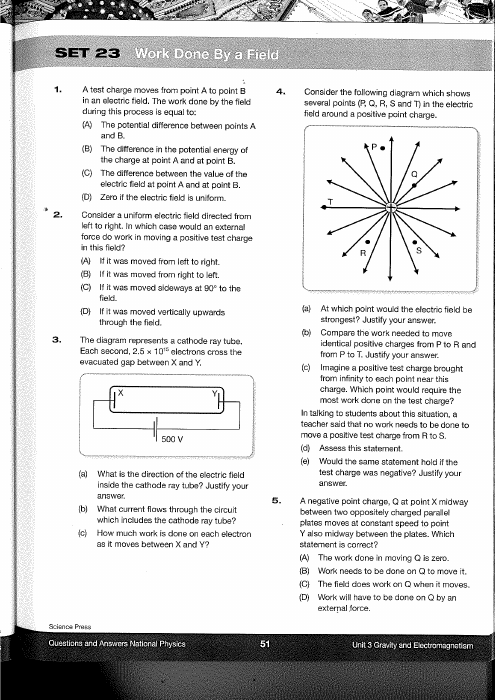 SET 23 Work Done By a Field
1. A test charge moves from point A to point B
in an electric field. The work done by the field
during this process is equal to:
(A) The potential difference between points A
and B.
(B) The difference in the potential energy of
the charge at point A and at point B.
(C) The difference between the value of the
electric field at point A and at point B.
(D) Zero if the electric field is uniform.
2. Consider a uniform electric field directed from
left to right. In which case would an external
force do work in moving a positive test charge
in this field?
(A) If it was moved from left to right.
(B) If it was moved from right to left.
(C) If it was moved sideways at 90° to the
field.
(D) If it was moved vertically upwards
through the field.
3. The diagram represents a cathode ray tube.
Each second, 2.5 × 10¹⁵ electrons cross the
evacuated gap between X and Y.
X Y
500 V
(a) What is the direction of the electric field
inside the cathode ray tube? Justify your
answer.
(b) What current flows through the circuit
which includes the cathode ray tube?
(c) How much work is done on each electron
as it moves between X and Y?
4. Consider the following diagram which shows
several points (P, Q, R, S and T) in the electric
field around a positive point charge.
P
Q
T
R S
(a) At which point would the electric field be
strongest? Justify your answer.
(b) Compare the work needed to move
identical positive charges from P to R and
from P to T. Justify your answer.
(c) Imagine a positive test charge brought
from infinity to each point near this
charge. Which point would require the
most work done on the test charge?
In talking to students about this situation, a
teacher said that no work needs to be done to
move a positive test charge from R to S.
(d) Assess this statement.
(e) Would the same statement hold if the
test charge was negative? Justify your
answer.
5. A negative point charge, Q at point X midway
between two oppositely charged parallel
plates moves at constant speed to point
Y also midway between the plates. Which
statement is correct?
(A) The work done in moving Q is zero.
(B) Work needs to be done on Q to move it.
(C) The field does work on Q when it moves.
(D) Work will have to be done on Q by an
external force.
Science Press
Questions and Answers National Physics 51 Unit 3 Gravity and Electromagnetism